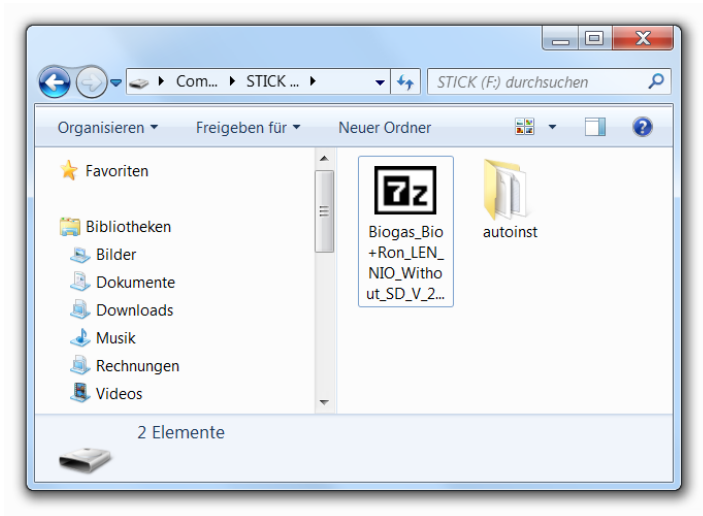 Com... STICK ... STICK (F:) durchsuchen
Organisieren Freigeben für Neuer Ordner
Favoriten
Bibliotheken
Bilder
Dokumente
Downloads
Musik
Rechnungen
Videos
7z
Biogas_Bio
+Ron_LEN_
NIO_Witho
ut_SD_V_2...
autoinst
2 Elemente